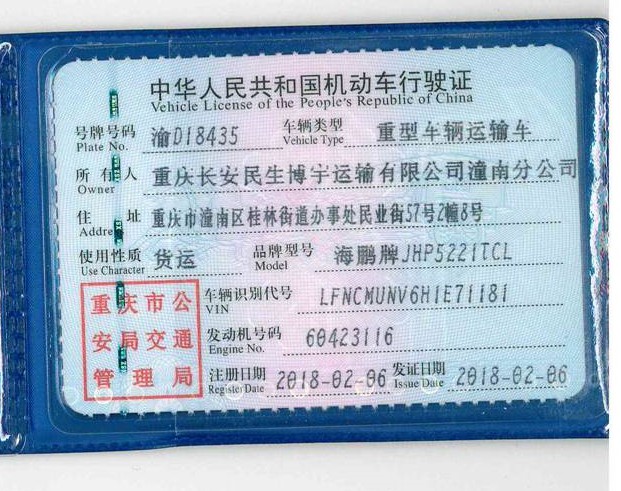 中华人民共和国机动车行驶证
Vehicle License of the People's Republic of China
号牌号码 渝D18435 车辆类型 重型车辆运输车
Plate No. Vehicle Type
所有人 重庆长安民生博宇运输有限公司潼南分公司
Owner
住址 重庆市潼南区桂林街道办事处民业街57号2幢8号
Address
使用性质 货运 品牌型号 海鹏牌JHP5221TCL
Use Character Model
重庆市公 车辆识别代号 LFNCMUNV6H1E71181
VIN
安局交通 发动机号码 60423116
Engine No.
管理局 注册日期 2018-02-06 发证日期 2018-02-06
Register Date Issue Date